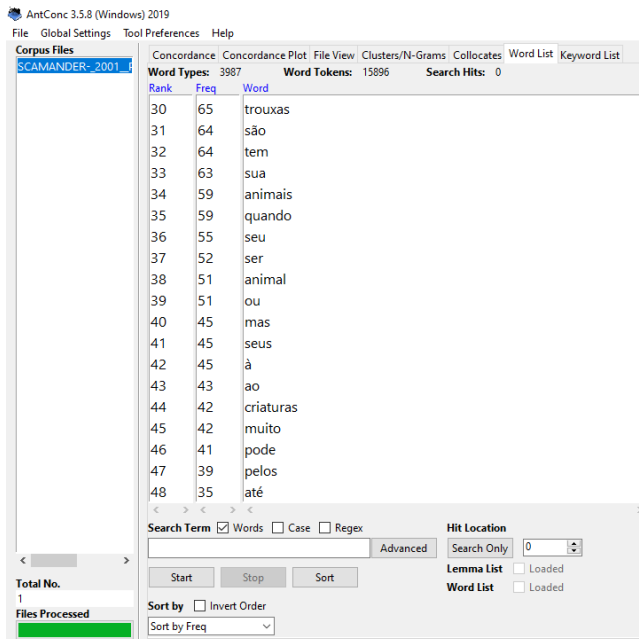 AntConc 3.5.8 (Windows) 2019
File Global Settings Tool Preferences Help
Corpus Files
SCAMANDER-_2001__F
Concordance Concordance Plot File View Clusters/N-Grams Collocates Word List Keyword List
Word Types: 3987 Word Tokens: 15896 Search Hits: 0
Rank Freq Word
30 65 trouxas
31 64 são
32 64 tem
33 63 sua
34 59 animais
35 59 quando
36 55 seu
37 52 ser
38 51 animal
39 51 ou
40 45 mas
41 45 seus
42 45 à
43 43 ao
44 42 criaturas
45 42 muito
46 41 pode
47 39 pelos
48 35 até
Search Term Words Case Regex Hit Location
Advanced Search Only 0
Start Stop Sort Lemma List Loaded
Word List Loaded
Sort by Invert Order
Sort by Freq
Total No.
1
Files Processed